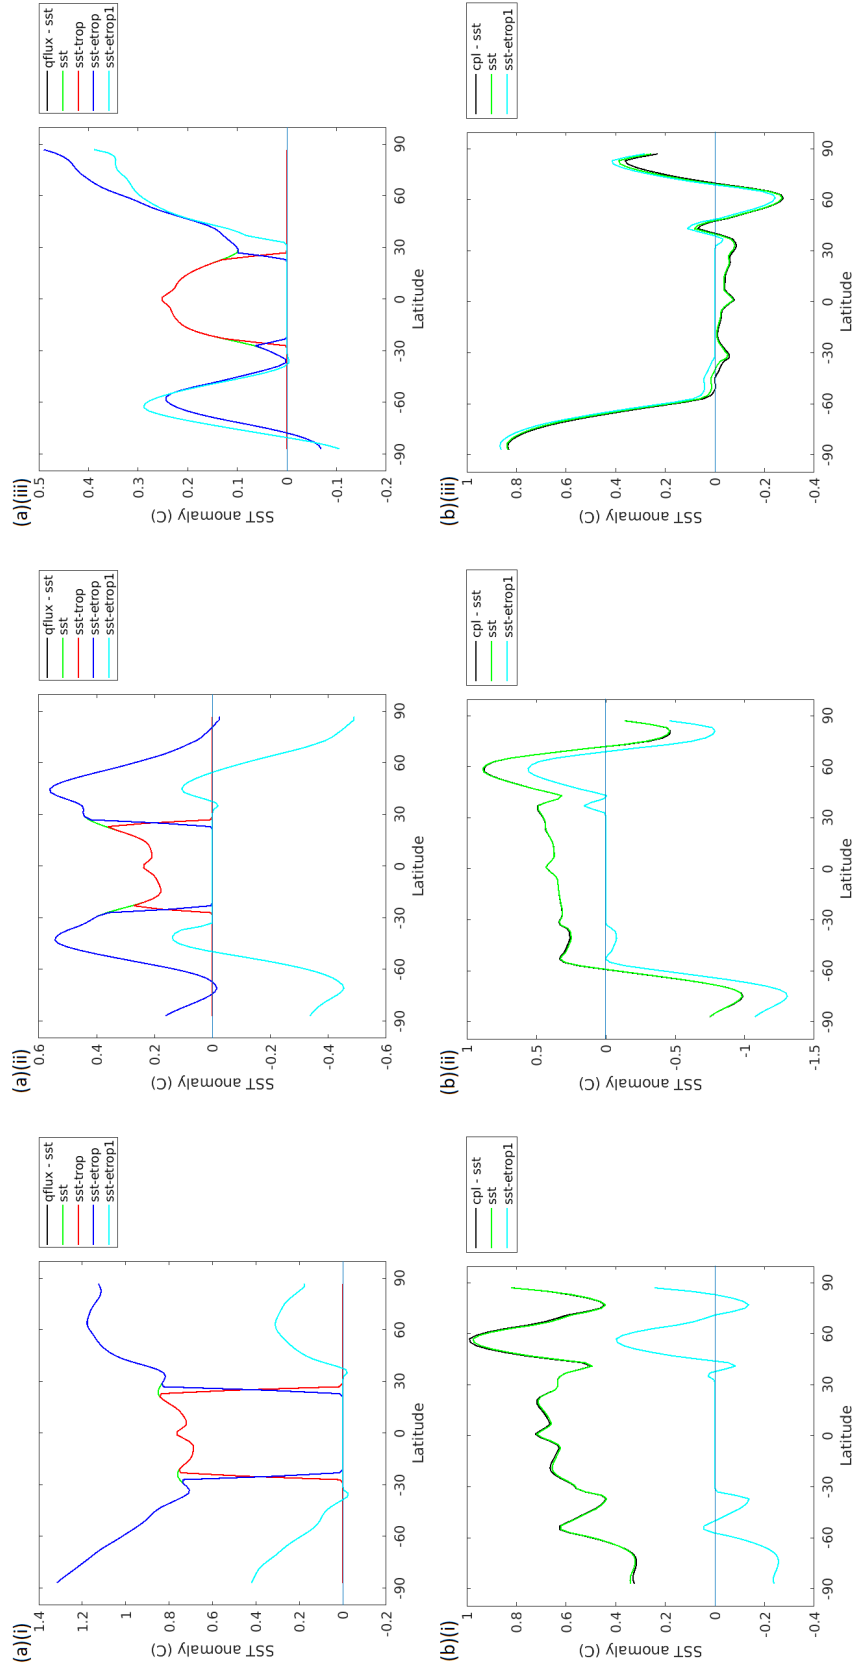 (a)(i)
qflux - sst
sst
sst-trop
sst-etrop
sst-etrop1
SST anomaly (C)
1.4
1.2
1
0.8
0.6
0.4
0.2
0
-0.2
-90 -60 -30 0 30 60 90
Latitude
(a)(ii)
qflux - sst
sst
sst-trop
sst-etrop
sst-etrop1
SST anomaly (C)
0.6
0.4
0.2
0
-0.2
-0.4
-0.6
-90 -60 -30 0 30 60 90
Latitude
(a)(iii)
qflux - sst
sst
sst-trop
sst-etrop
sst-etrop1
SST anomaly (C)
0.5
0.4
0.3
0.2
0.1
0
-0.1
-0.2
-90 -60 -30 0 30 60 90
Latitude
(b)(i)
cpl - sst
sst
sst-etrop1
SST anomaly (C)
1
0.8
0.6
0.4
0.2
0
-0.2
-0.4
-90 -60 -30 0 30 60 90
Latitude
(b)(ii)
cpl - sst
sst
sst-etrop1
SST anomaly (C)
1
0.5
0
-0.5
-1
-1.5
-90 -60 -30 0 30 60 90
Latitude
(b)(iii)
cpl - sst
sst
sst-etrop1
SST anomaly (C)
1
0.8
0.6
0.4
0.2
0
-0.2
-0.4
-90 -60 -30 0 30 60 90
Latitude